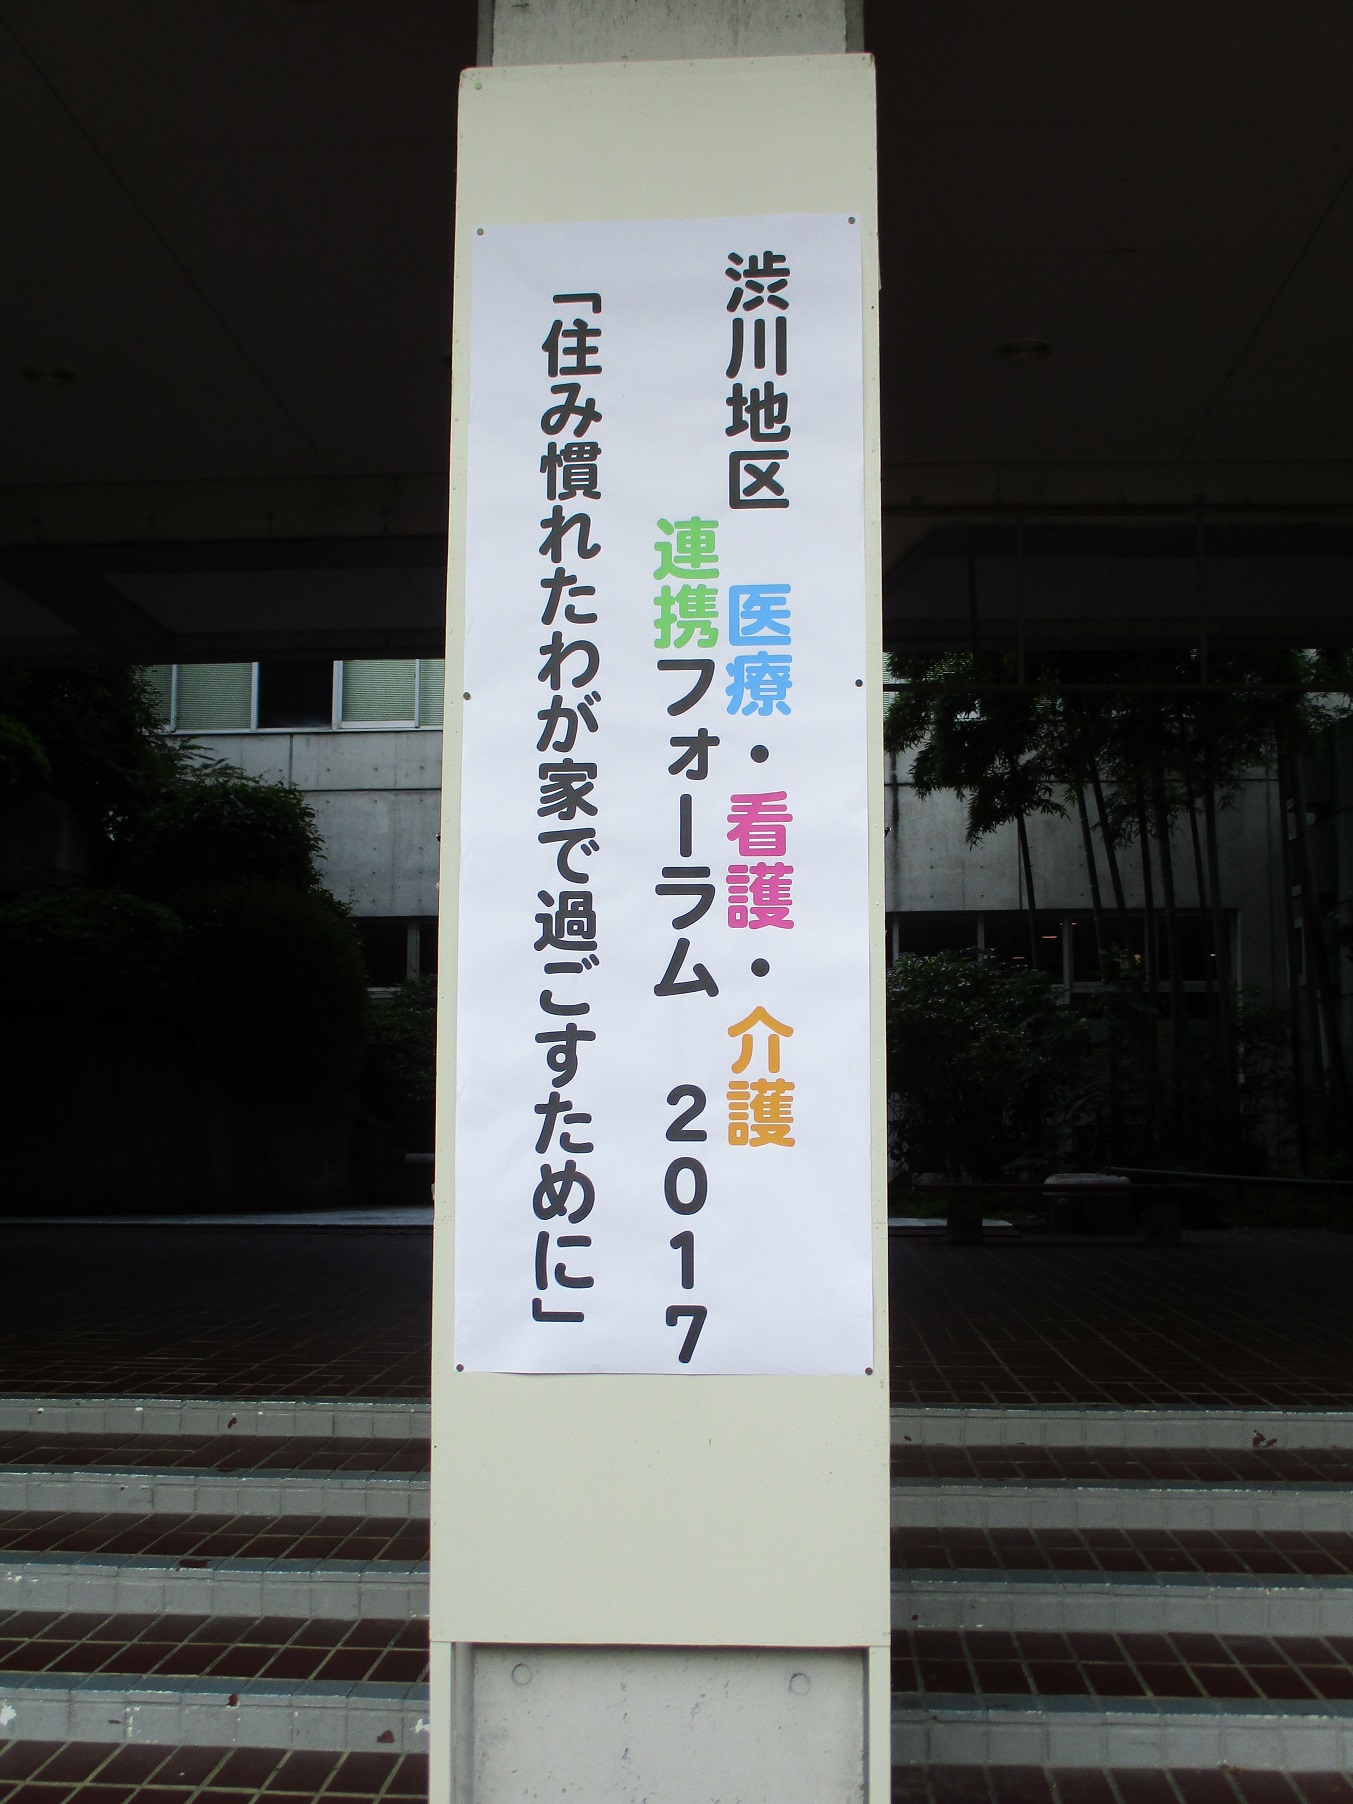 渋川地区　医療・看護・介護
連携フォーラム　2017
「住み慣れたわが家で過ごすために」